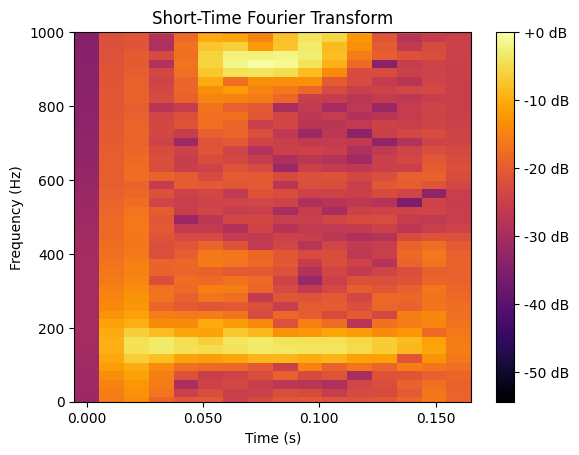 Short-Time Fourier Transform
1000
800
600
400
200
0
Frequency (Hz)
0.000
0.050
0.100
0.150
Time (s)
+0 dB
-10 dB
-20 dB
-30 dB
-40 dB
-50 dB